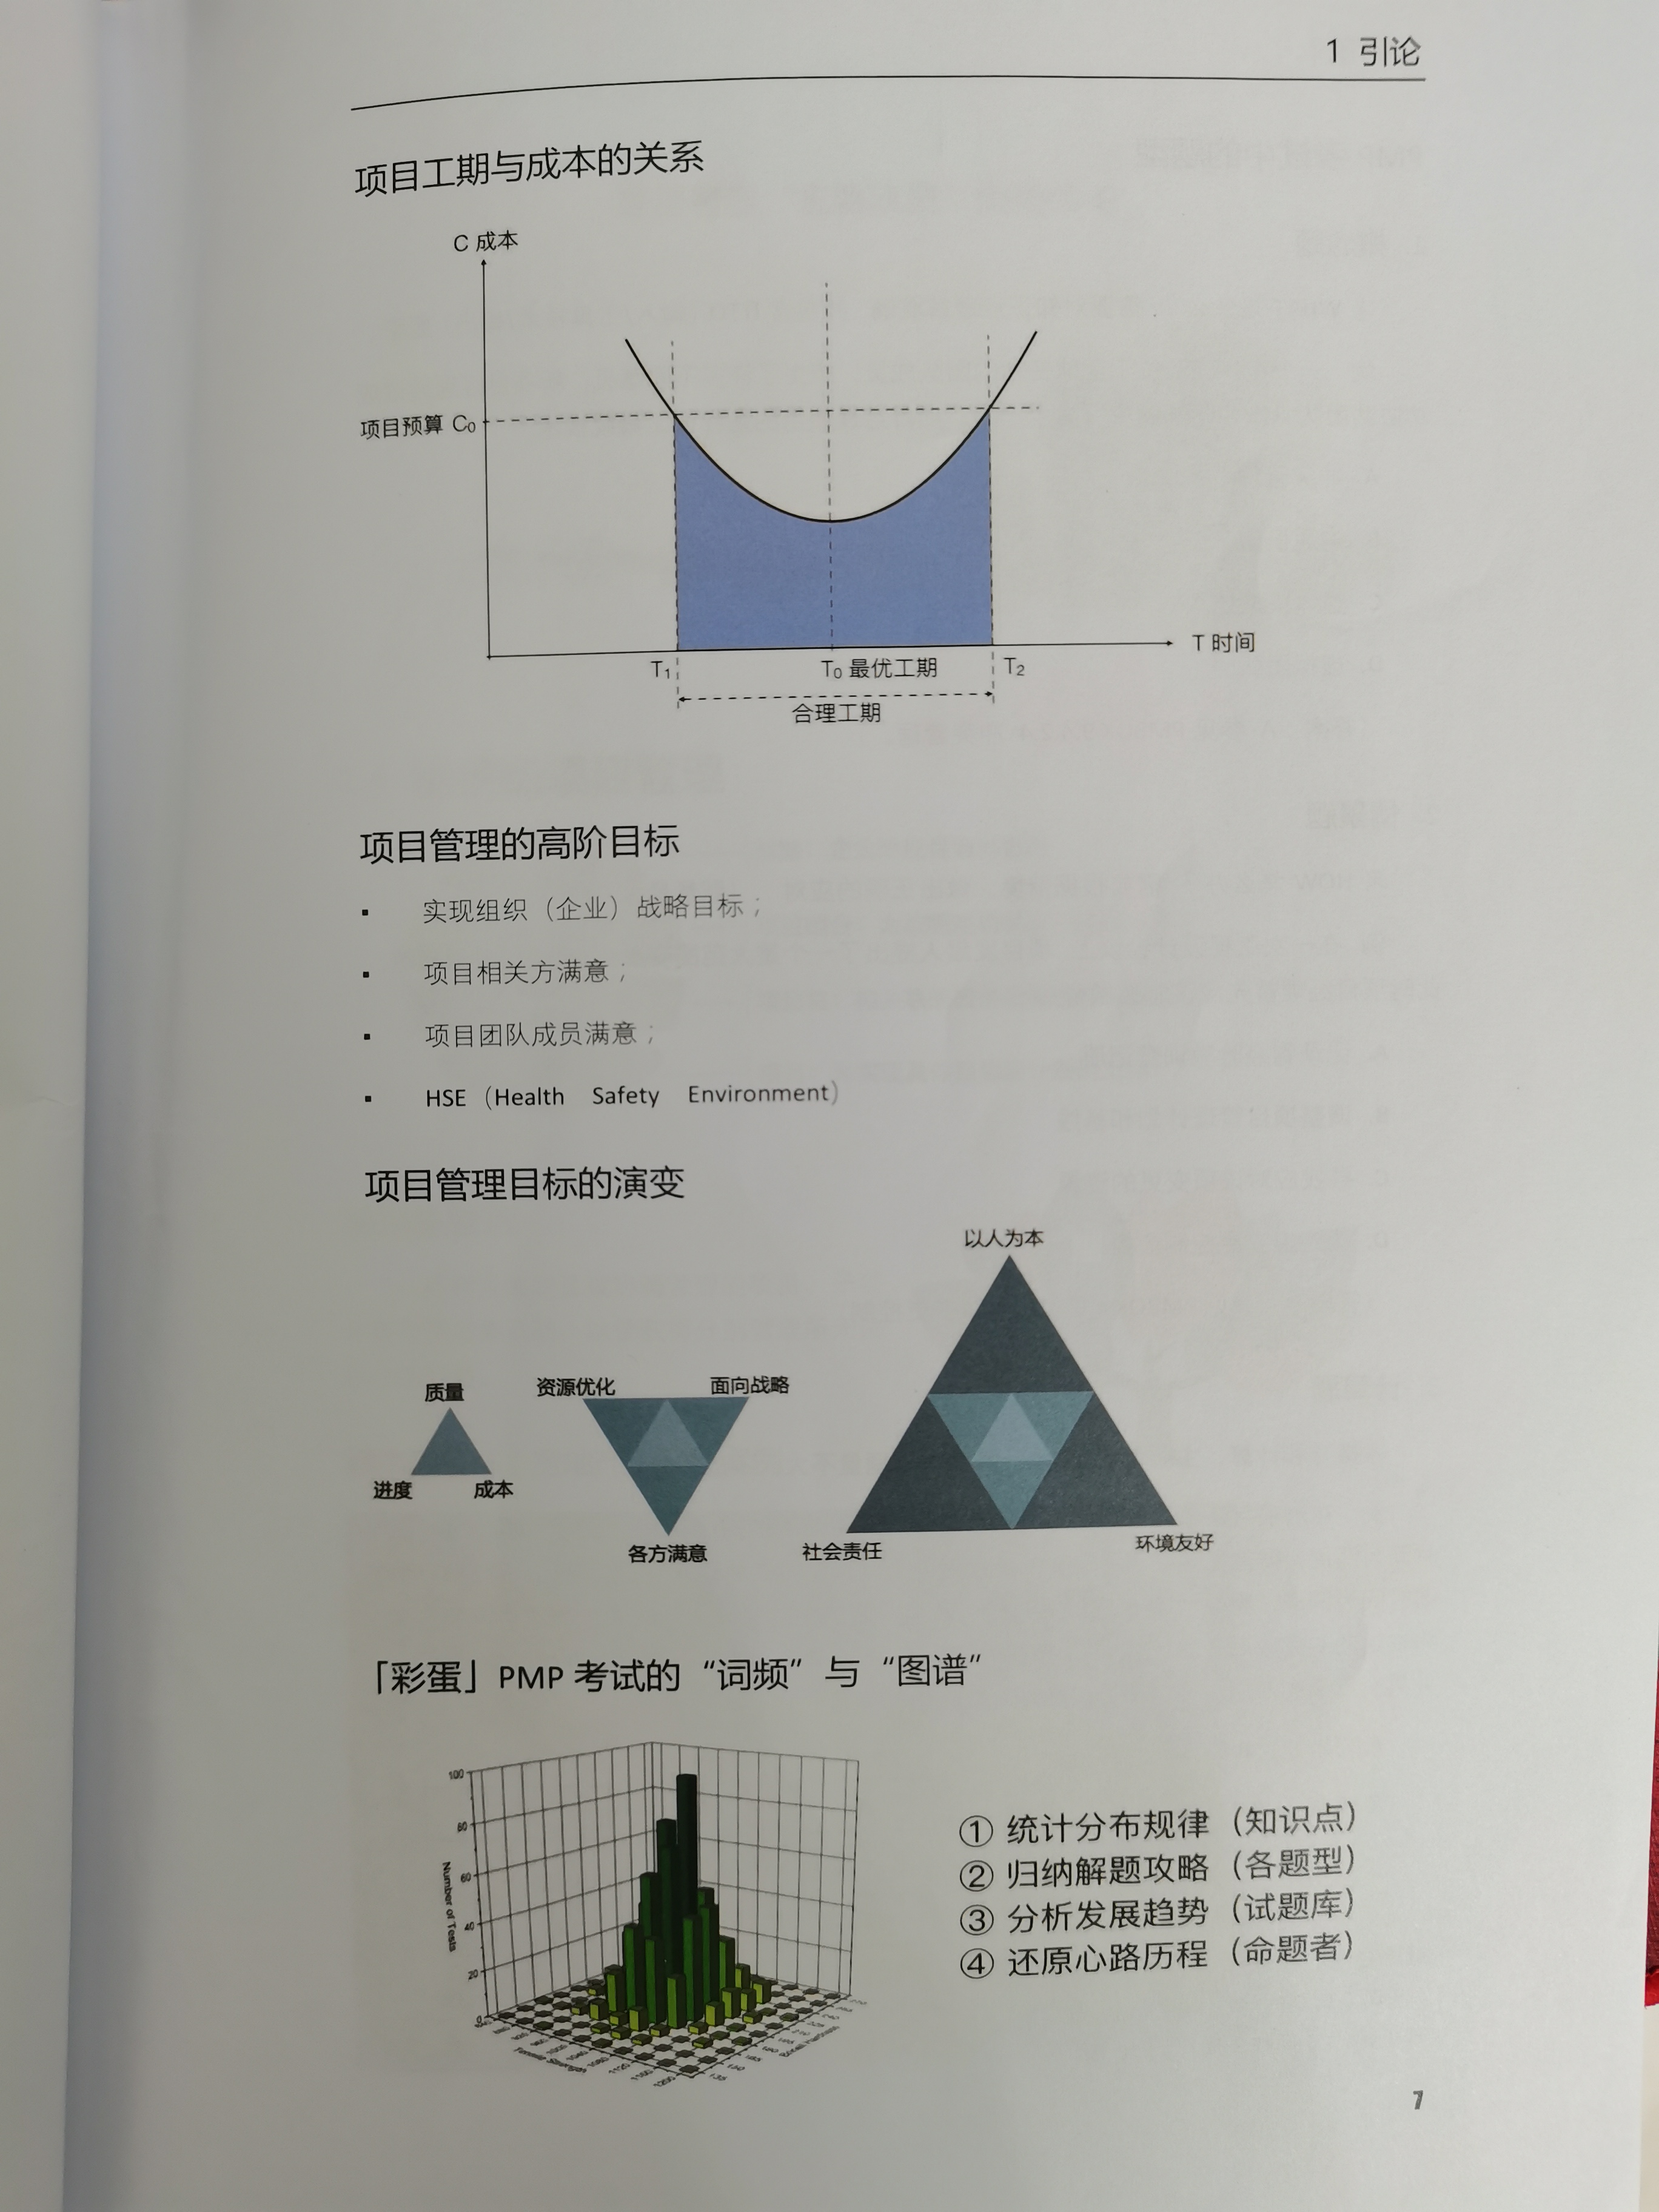 1 引论
项目工期与成本的关系
C 成本
项目预算 C₀
T 时间
T₁
T₀ 最优工期
T₂
合理工期
项目管理的高阶目标
▪ 实现组织（企业）战略目标；
▪ 项目相关方满意；
▪ 项目团队成员满意；
▪ HSE（Health Safety Environment）
项目管理目标的演变
以人为本
质量
资源优化
面向战略
进度
成本
各方满意
社会责任
环境友好
「彩蛋」PMP 考试的“词频”与“图谱”
100
80
60
40
20
0
Number of Tests
Tensile Strength
① 统计分布规律（知识点）
② 归纳解题攻略（各题型）
③ 分析发展趋势（试题库）
④ 还原心路历程（命题者）
7